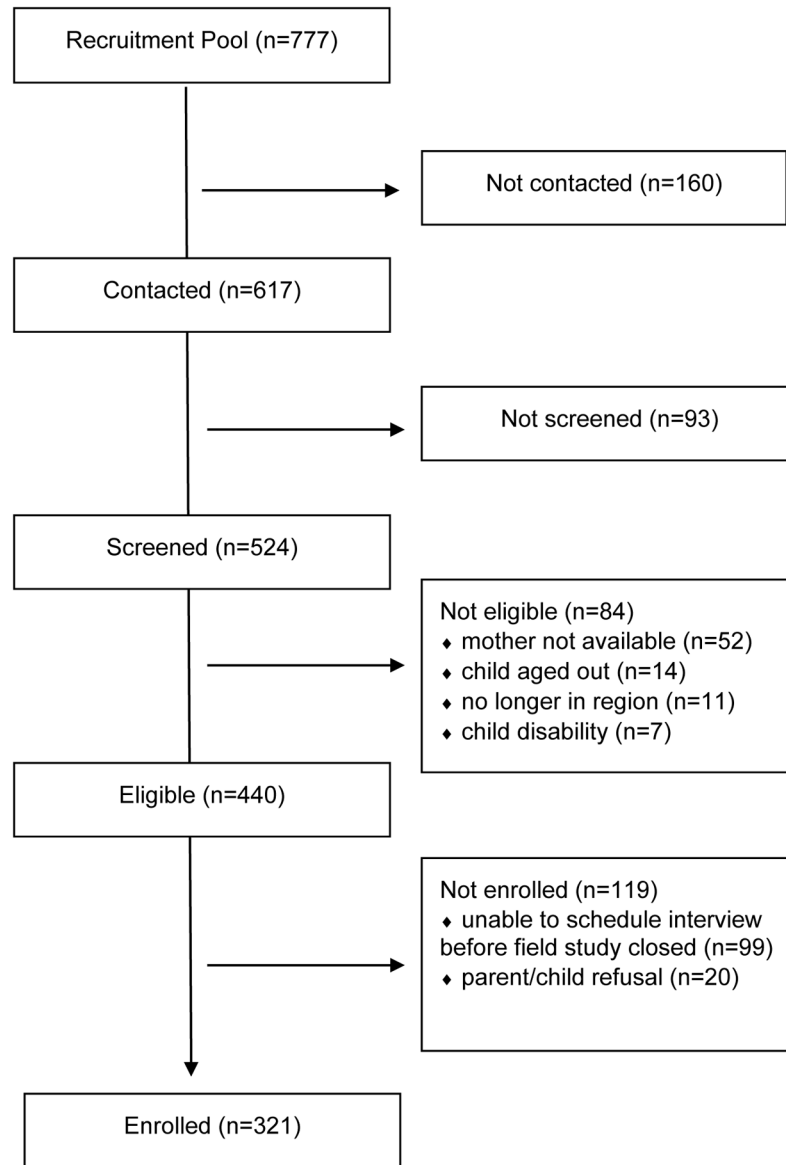 Recruitment Pool (n=777)
Not contacted (n=160)
Contacted (n=617)
Not screened (n=93)
Screened (n=524)
Not eligible (n=84)
♦ mother not available (n=52)
♦ child aged out (n=14)
♦ no longer in region (n=11)
♦ child disability (n=7)
Eligible (n=440)
Not enrolled (n=119)
♦ unable to schedule interview
before field study closed (n=99)
♦ parent/child refusal (n=20)
Enrolled (n=321)